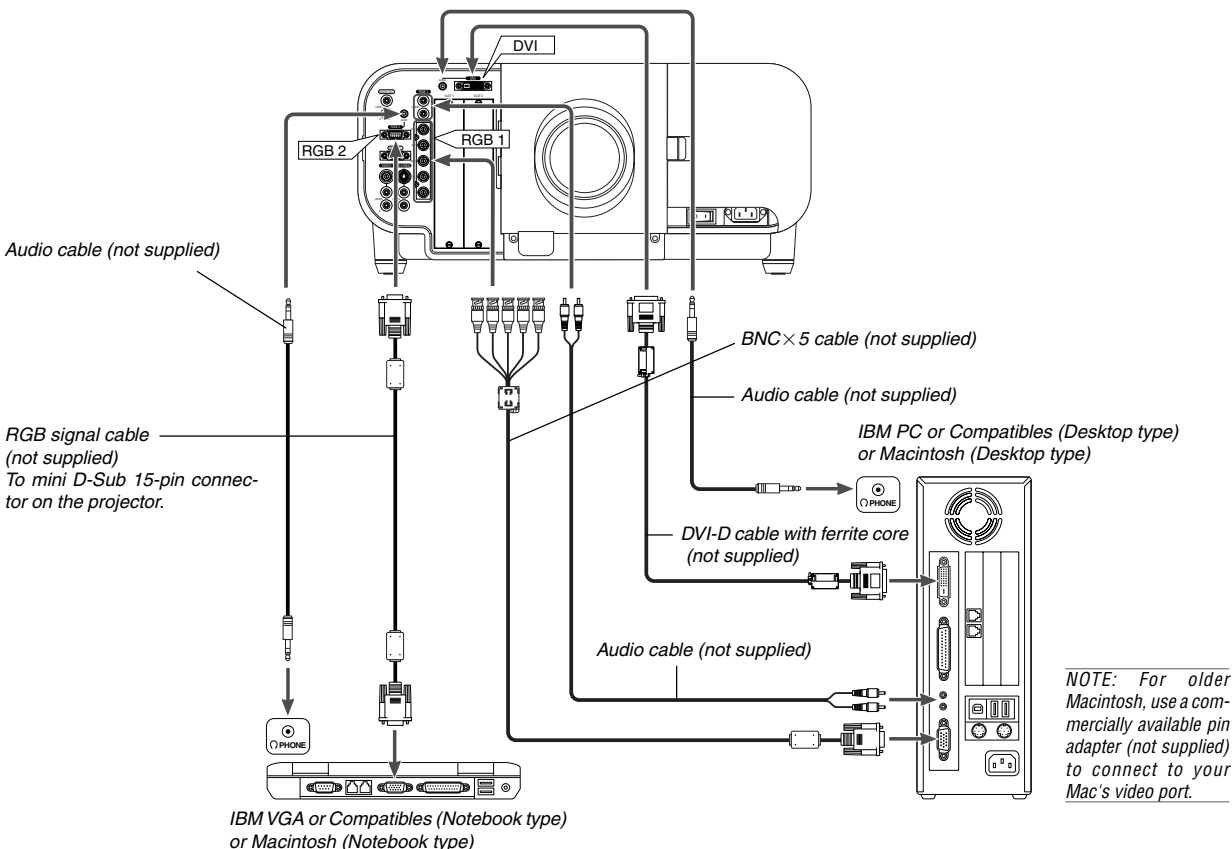 DVI
RGB 1
RGB 2
Audio cable (not supplied)
BNC×5 cable (not supplied)
Audio cable (not supplied)
RGB signal cable
(not supplied)
To mini D-Sub 15-pin connec-
tor on the projector.
IBM PC or Compatibles (Desktop type)
or Macintosh (Desktop type)
PHONE
DVI-D cable with ferrite core
(not supplied)
Audio cable (not supplied)
NOTE: For older
Macintosh, use a com-
mercially available pin
adapter (not supplied)
to connect to your
Mac's video port.
PHONE
IBM VGA or Compatibles (Notebook type)
or Macintosh (Notebook type)